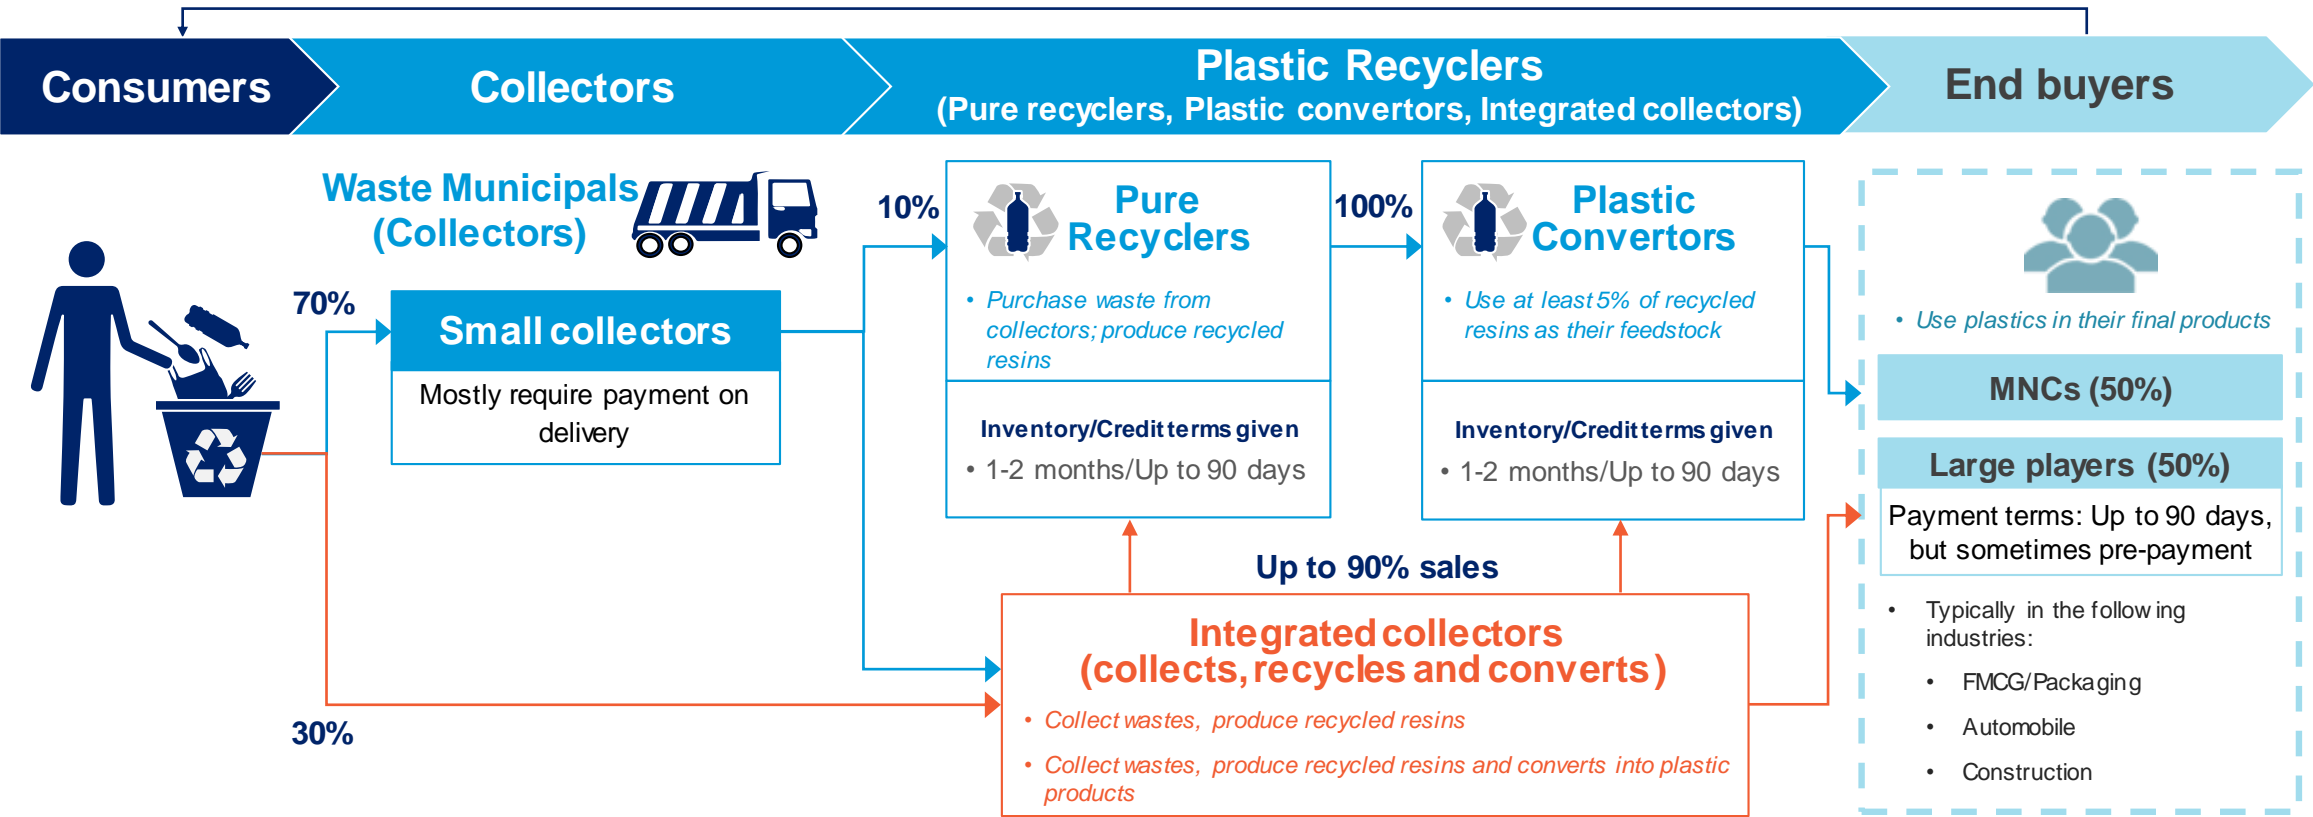 Consumers
Collectors
Plastic Recyclers
(Pure recyclers, Plastic convertors, Integrated collectors)
End buyers
Waste Municipals
(Collectors)
70%
Small collectors
Mostly require payment on
delivery
30%
10%
Pure
Recyclers
• Purchase waste from
collectors; produce recycled
resins
Inventory/Credit terms given
• 1-2 months/Up to 90 days
100%
Plastic
Convertors
• Use at least 5% of recycled
resins as their feedstock
Inventory/Credit terms given
• 1-2 months/Up to 90 days
Up to 90% sales
Integrated collectors
(collects, recycles and converts)
• Collect wastes, produce recycled resins
• Collect wastes, produce recycled resins and converts into plastic
products
• Use plastics in their final products
MNCs (50%)
Large players (50%)
Payment terms: Up to 90 days,
but sometimes pre-payment
• Typically in the following
industries:
• FMCG/Packaging
• Automobile
• Construction